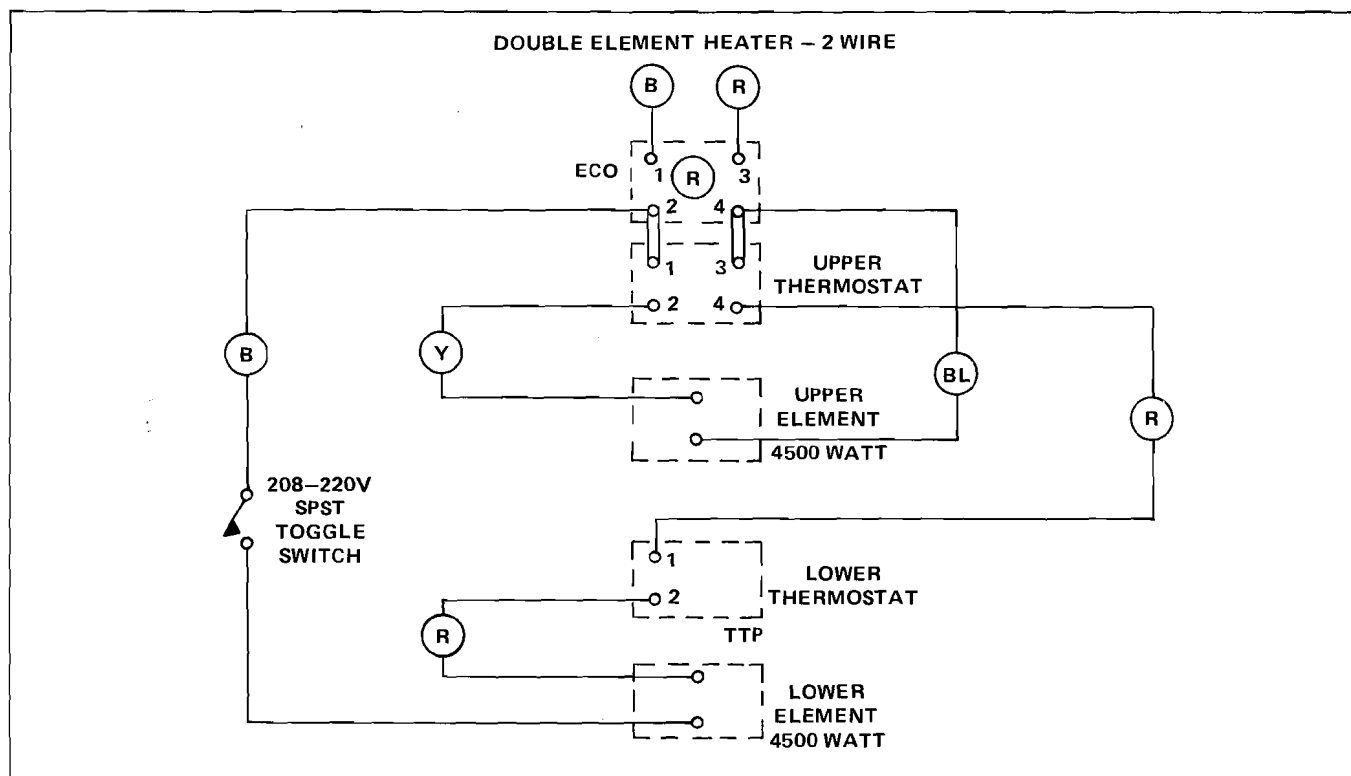 DOUBLE ELEMENT HEATER – 2 WIRE
B R
ECO
1 R 3
2 4
1 3
UPPER
THERMOSTAT
2 4
B
Y
BL
R
UPPER
ELEMENT
4500 WATT
208–220V
SPST
TOGGLE
SWITCH
1
2
LOWER
THERMOSTAT
TTP
R
LOWER
ELEMENT
4500 WATT